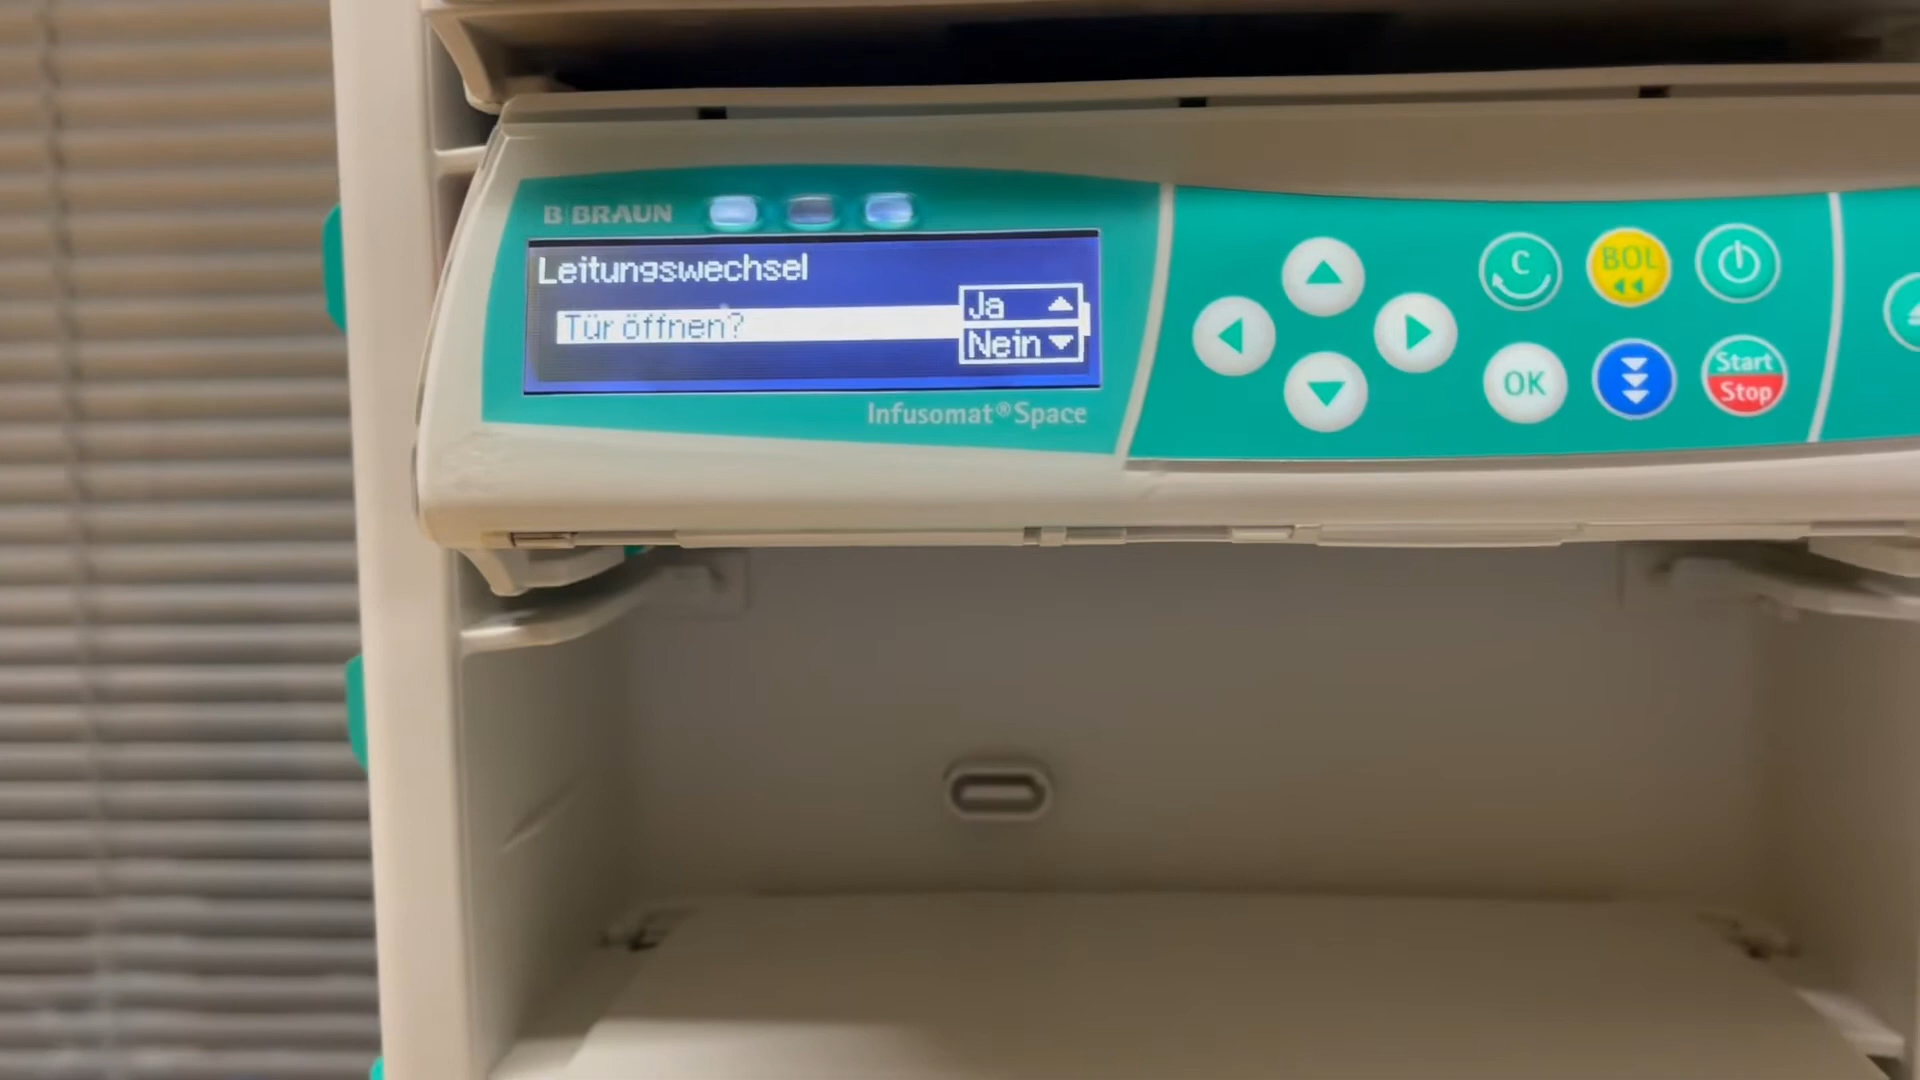 B|BRAUN
Leitungswechsel
Tür öffnen?
Ja
Nein
Infusomat® Space
C
BOL
OK
Start
Stop